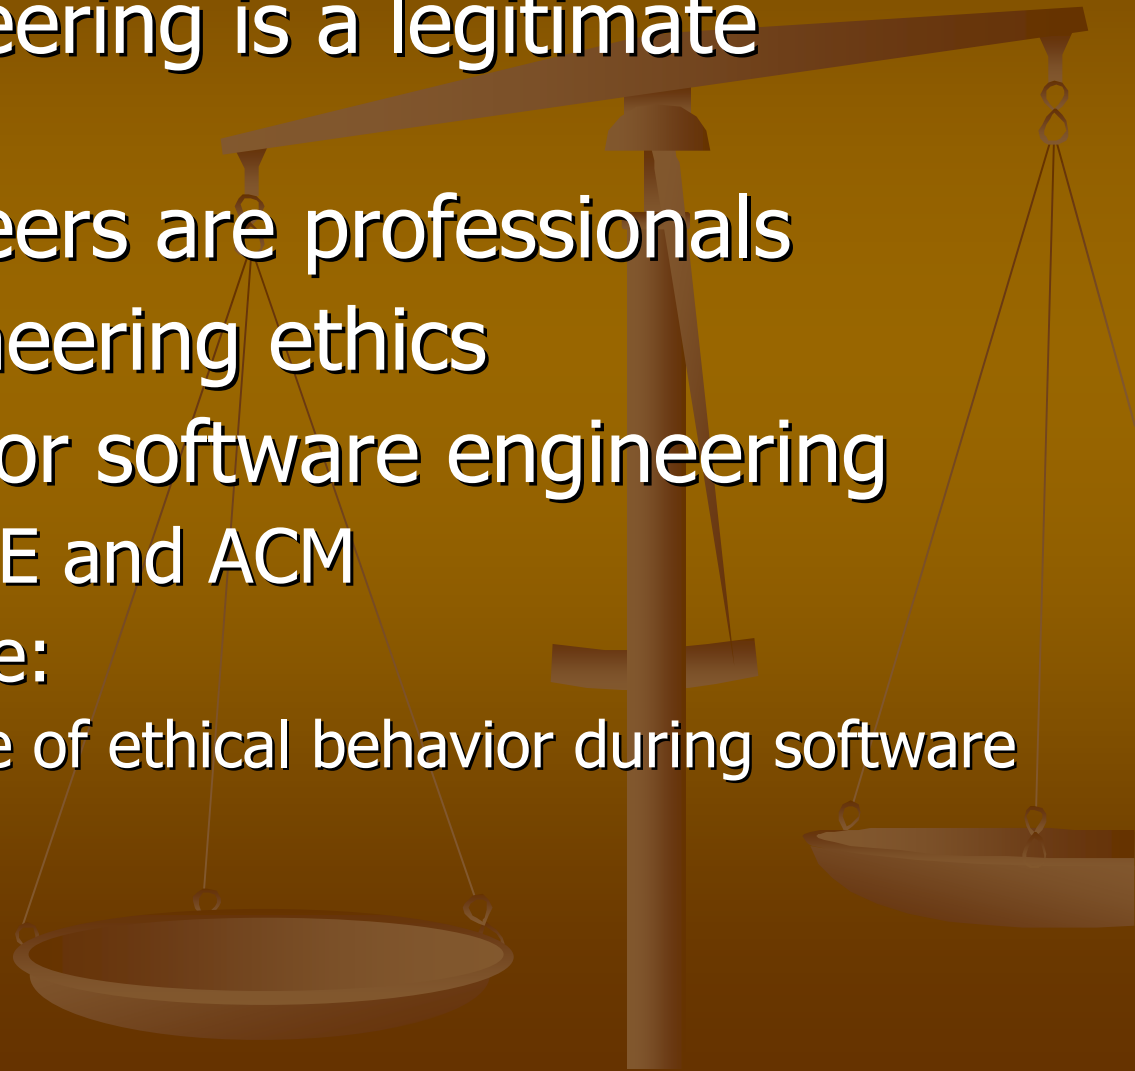 eering is a legitimate
eers are professionals
neering ethics
or software engineering
E and ACM
e:
e of ethical behavior during software